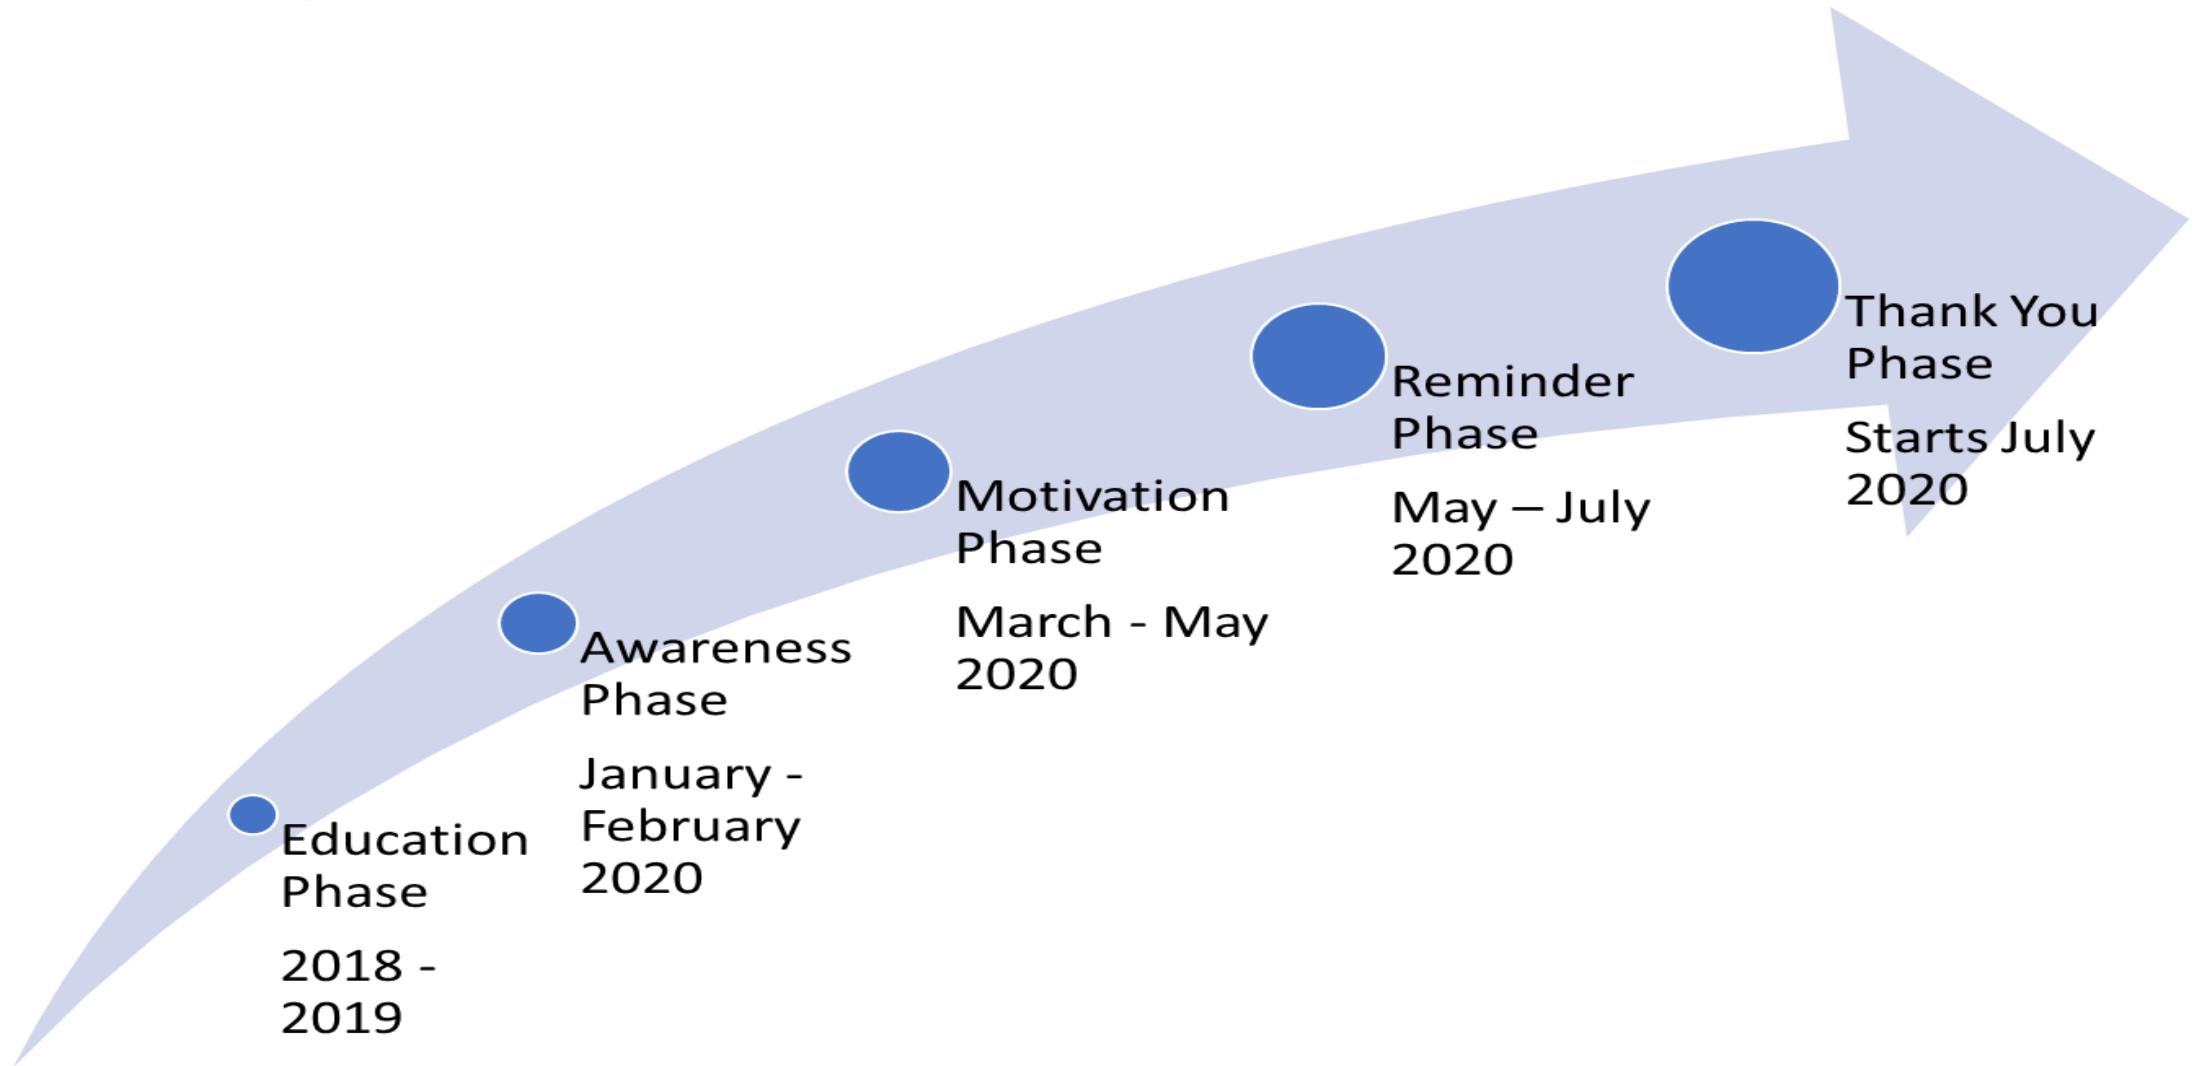 Education
Phase
2018 -
2019
Awareness
Phase
January -
February
2020
Motivation
Phase
March - May
2020
Reminder
Phase
May – July
2020
Thank You
Phase
Starts July
2020